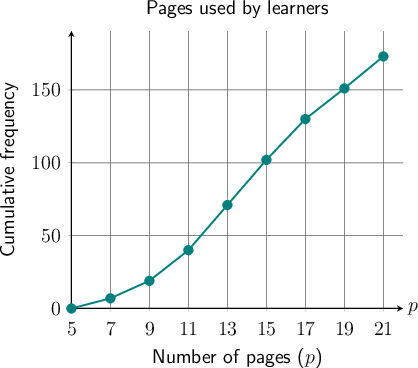 Pages used by learners
Cumulative frequency
150
100
50
0
5 7 9 11 13 15 17 19 21
p
Number of pages (p)